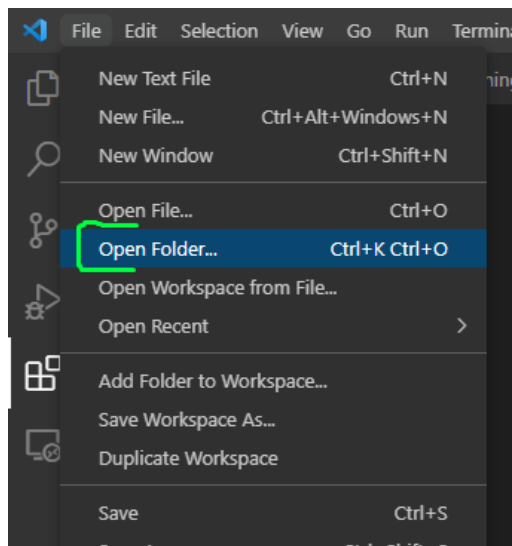 File Edit Selection View Go Run
New Text File Ctrl+N
New File... Ctrl+Alt+Windows+N
New Window Ctrl+Shift+N
Open File... Ctrl+O
Open Folder... Ctrl+K Ctrl+O
Open Workspace from File...
Open Recent
Add Folder to Workspace...
Save Workspace As...
Duplicate Workspace
Save Ctrl+S